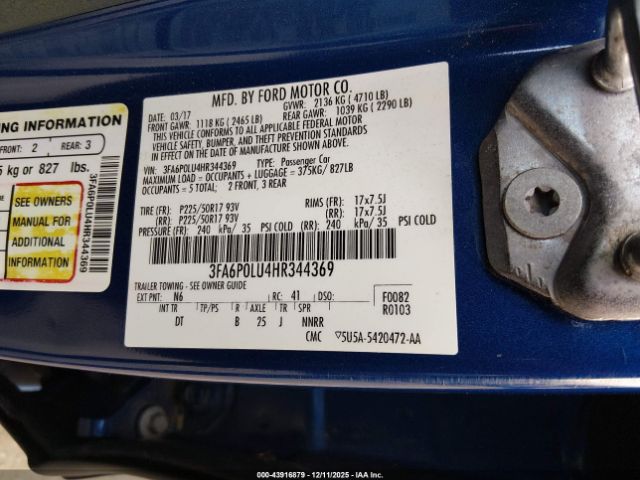 NG INFORMATION
FRONT: 2 REAR: 3
5 kg or 827 lbs.
SEE OWNERS
MANUAL FOR
ADDITIONAL
INFORMATION
3FA6P0LU4HR344369
MFD. BY FORD MOTOR CO.
DATE: 03/17 GVWR: 2136 KG ( 4710 LB)
FRONT GAWR: 1118 KG ( 2465 LB) REAR GAWR: 1039 KG ( 2290 LB)
THIS VEHICLE CONFORMS TO ALL APPLICABLE FEDERAL MOTOR
VEHICLE SAFETY, BUMPER, AND THEFT PREVENTION STANDARDS
IN EFFECT ON THE DATE OF MANUFACTURE SHOWN ABOVE.
VIN: 3FA6P0LU4HR344369 TYPE: Passenger Car
MAXIMUM LOAD = OCCUPANTS + LUGGAGE = 375KG/ 827LB
OCCUPANTS = 5 TOTAL; 2 FRONT, 3 REAR
TIRE (FR): P225/50R17 93V RIMS (FR): 17x7.5J
(RR): P225/50R17 93V (RR): 17x7.5J
PRESSURE (FR): 240 kPa/ 35 PSI COLD (RR): 240 kPa/ 35 PSI COLD
3FA6P0LU4HR344369
TRAILER TOWING - SEE OWNER GUIDE
EXT PNT: N6 RC: 41 DSO: F0082
INT TR TP/PS R AXLE TR SPR R0103
DT B 25 J NNRR
CMC ▽5U5A-5420472-AA
000-43916879 - 12/11/2025 - COPART.COM